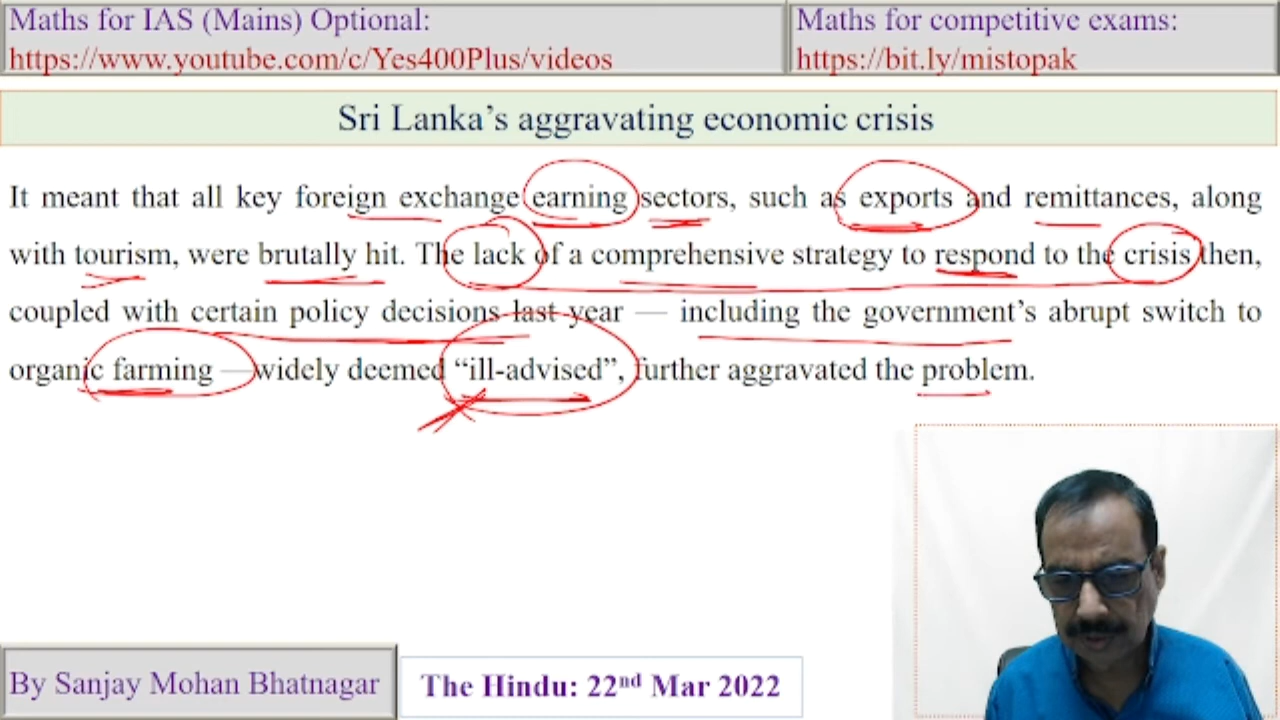 Maths for IAS (Mains) Optional:
https://www.youtube.com/c/Yes400Plus/videos
Maths for competitive exams:
https://bit.ly/mistopak
Sri Lanka’s aggravating economic crisis
It meant that all key foreign exchange earning sectors, such as exports and remittances, along
with tourism, were brutally hit. The lack of a comprehensive strategy to respond to the crisis then,
coupled with certain policy decisions last year — including the government’s abrupt switch to
organic farming —widely deemed “ill-advised”, further aggravated the problem.
By Sanjay Mohan Bhatnagar
The Hindu: 22nd Mar 2022